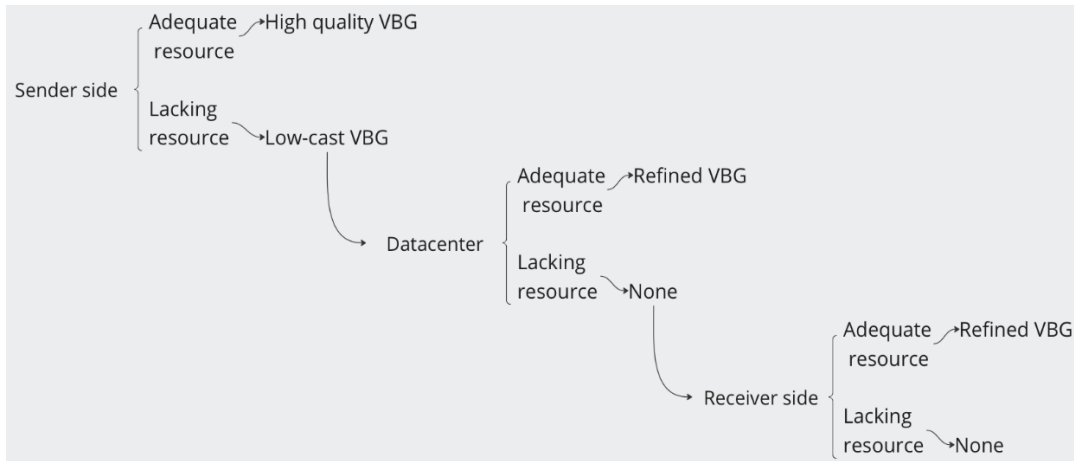 Adequate
resource
High quality VBG
Sender side
Lacking
resource
Low-cast VBG
Adequate
resource
Refined VBG
Datacenter
Lacking
resource
None
Adequate
resource
Refined VBG
Receiver side
Lacking
resource
None